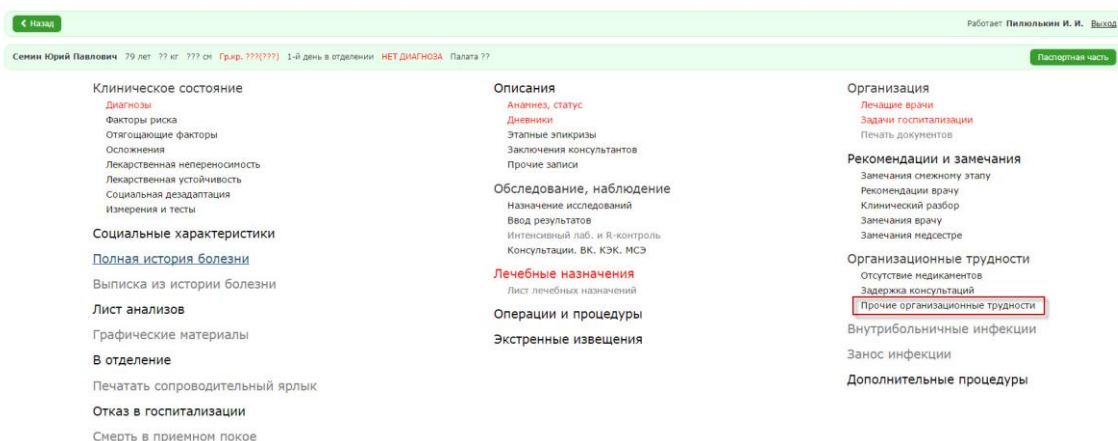 Назад
Работает Пилюлькин И. И. Выход
Семин Юрий Павлович 79 лет ?? кг ??? см Гр.кр. ???(???) 1-й день в отделении НЕТ ДИАГНОЗА Палата ??
Паспортная часть
Клиническое состояние
Диагнозы
Факторы риска
Отягощающие факторы
Осложнения
Лекарственная непереносимость
Лекарственная устойчивость
Социальная дезадаптация
Измерения и тесты
Социальные характеристики
Полная история болезни
Выписка из истории болезни
Лист анализов
Графические материалы
В отделение
Печатать сопроводительный ярлык
Отказ в госпитализации
Смерть в приемном покое
Описания
Анамнез, статус
Дневники
Этапные эпикризы
Заключения консультантов
Прочие записи
Обследование, наблюдение
Назначение исследований
Ввод результатов
Интенсивный лаб. и R-контроль
Консультации. ВК. КЭК. МСЭ
Лечебные назначения
Лист лечебных назначений
Операции и процедуры
Экстренные извещения
Организация
Лечащие врачи
Задачи госпитализации
Печать документов
Рекомендации и замечания
Замечания смежному этапу
Рекомендации врачу
Клинический разбор
Замечания врачу
Замечания медсестре
Организационные трудности
Отсутствие медикаментов
Задержка консультаций
Прочие организационные трудности
Внутрибольничные инфекции
Занос инфекции
Дополнительные процедуры